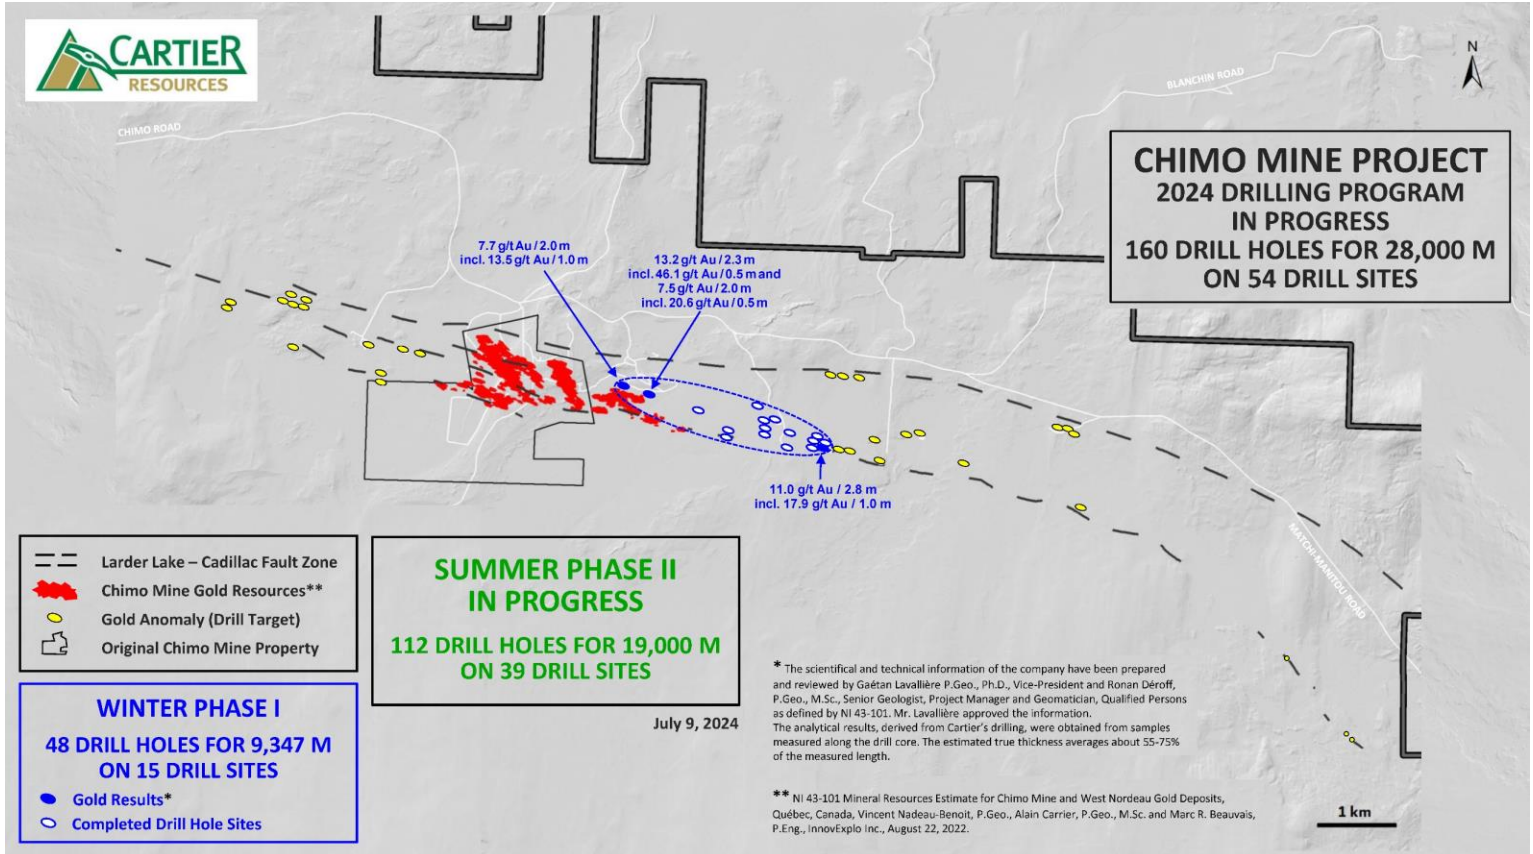 CARTIER
RESOURCES
CHIMO ROAD
BLANCHIN ROAD
N
CHIMO MINE PROJECT
2024 DRILLING PROGRAM
IN PROGRESS
160 DRILL HOLES FOR 28,000 M
ON 54 DRILL SITES
7.7 g/t Au / 2.0 m
incl. 13.5 g/t Au / 1.0 m
13.2 g/t Au / 2.3 m
incl. 46.1 g/t Au / 0.5 m and
7.5 g/t Au / 2.0 m
incl. 20.6 g/t Au / 0.5 m
11.0 g/t Au / 2.8 m
incl. 17.9 g/t Au / 1.0 m
MATCHI-MANITOU ROAD
Larder Lake – Cadillac Fault Zone
Chimo Mine Gold Resources**
Gold Anomaly (Drill Target)
Original Chimo Mine Property
SUMMER PHASE II
IN PROGRESS
112 DRILL HOLES FOR 19,000 M
ON 39 DRILL SITES
July 9, 2024
WINTER PHASE I
48 DRILL HOLES FOR 9,347 M
ON 15 DRILL SITES
Gold Results*
Completed Drill Hole Sites
* The scientifical and technical information of the company have been prepared
and reviewed by Gaétan Lavallière P.Geo., Ph.D., Vice-President and Ronan Déroff,
P.Geo., M.Sc., Senior Geologist, Project Manager and Geomatician, Qualified Persons
as defined by NI 43-101. Mr. Lavallière approved the information.
The analytical results, derived from Cartier's drilling, were obtained from samples
measured along the drill core. The estimated true thickness averages about 55-75%
of the measured length.
** NI 43-101 Mineral Resources Estimate for Chimo Mine and West Nordeau Gold Deposits,
Québec, Canada, Vincent Nadeau-Benoit, P.Geo., Alain Carrier, P.Geo., M.Sc. and Marc R. Beauvais,
P.Eng., InnovExplo Inc., August 22, 2022.
1 km